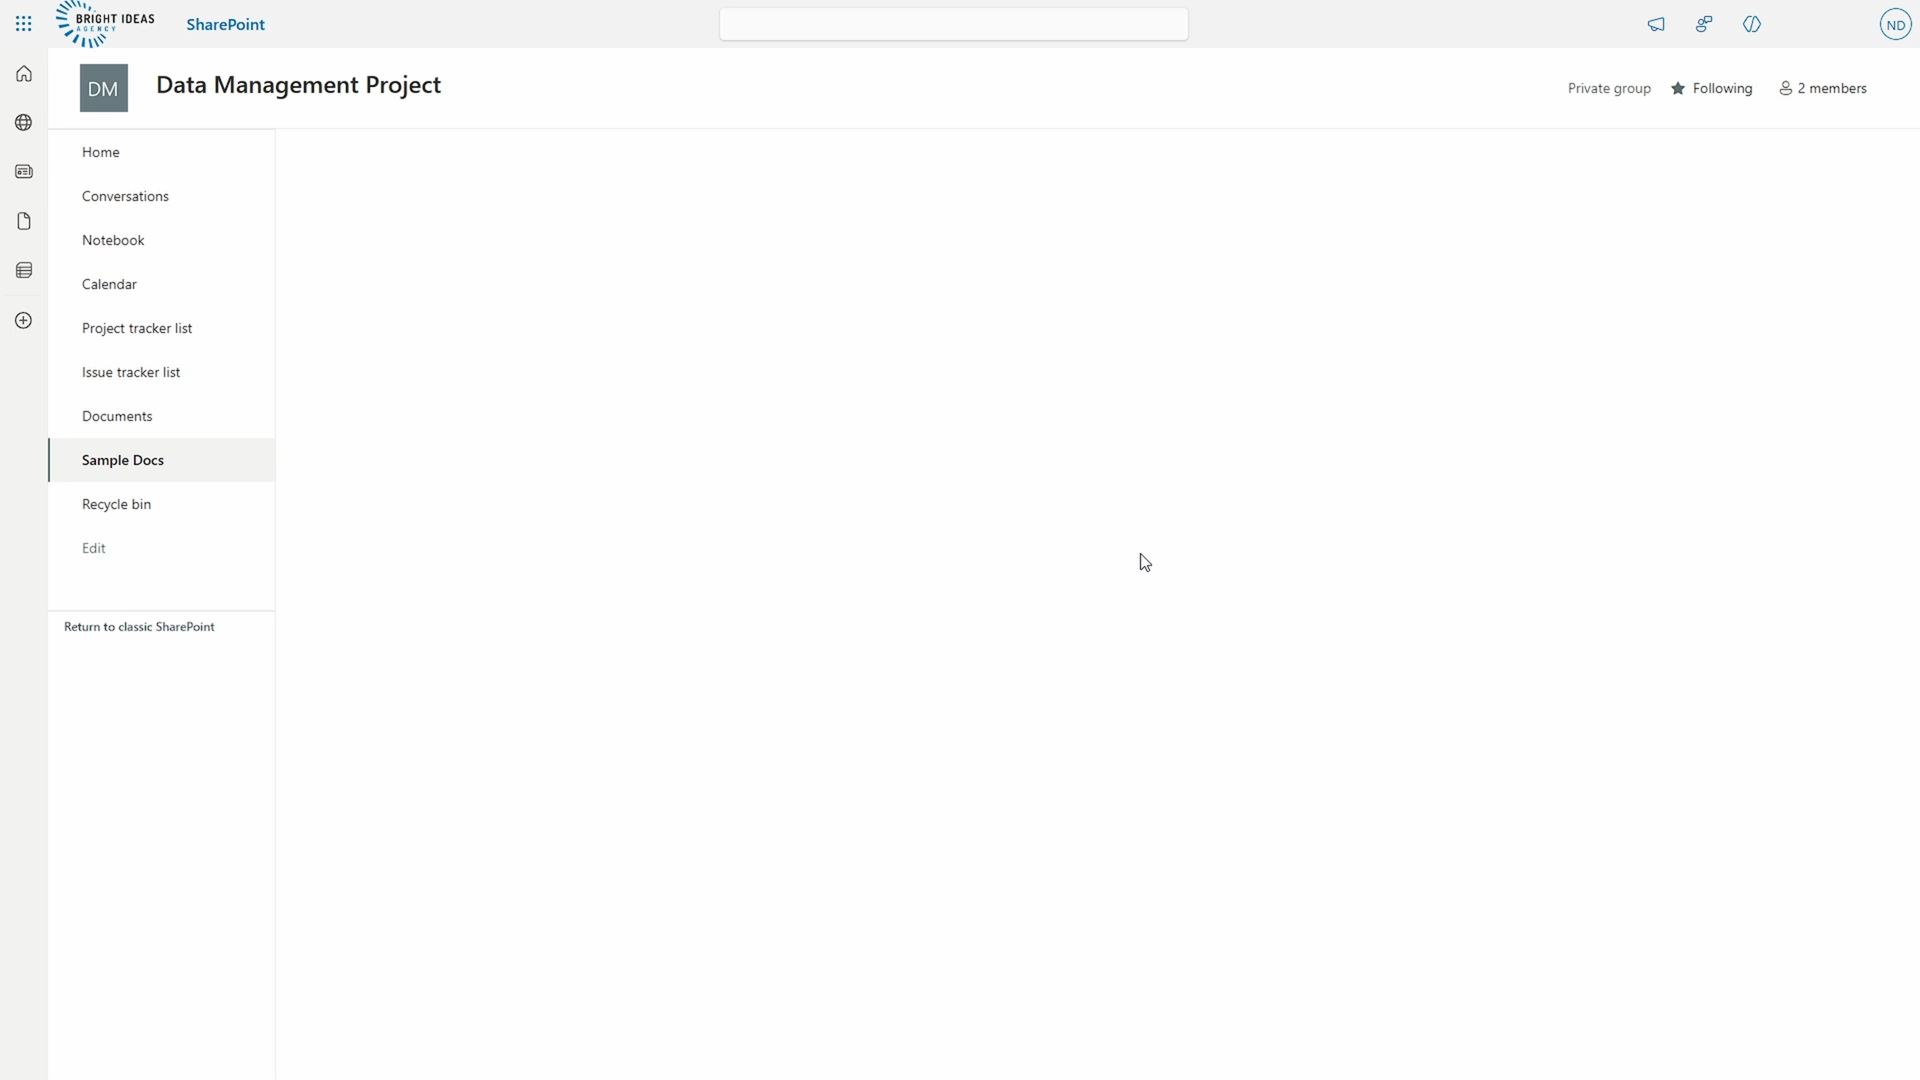 BRIGHT IDEAS
AGENCY
SharePoint
ND
DM
Data Management Project
Private group
Following
2 members
Home
Conversations
Notebook
Calendar
Project tracker list
Issue tracker list
Documents
Sample Docs
Recycle bin
Edit
Return to classic SharePoint